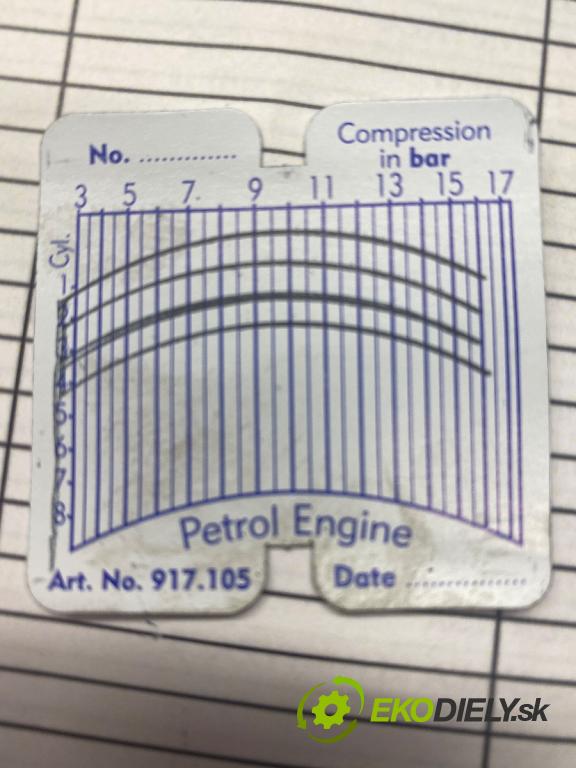 No. .............
Compression
in bar
3 5 7. 9 11 13 15 17
Cyl.
1
2
3
4
5
6
7
8
Petrol Engine
Art. No. 917.105
Date ................
EKODIELY.sk